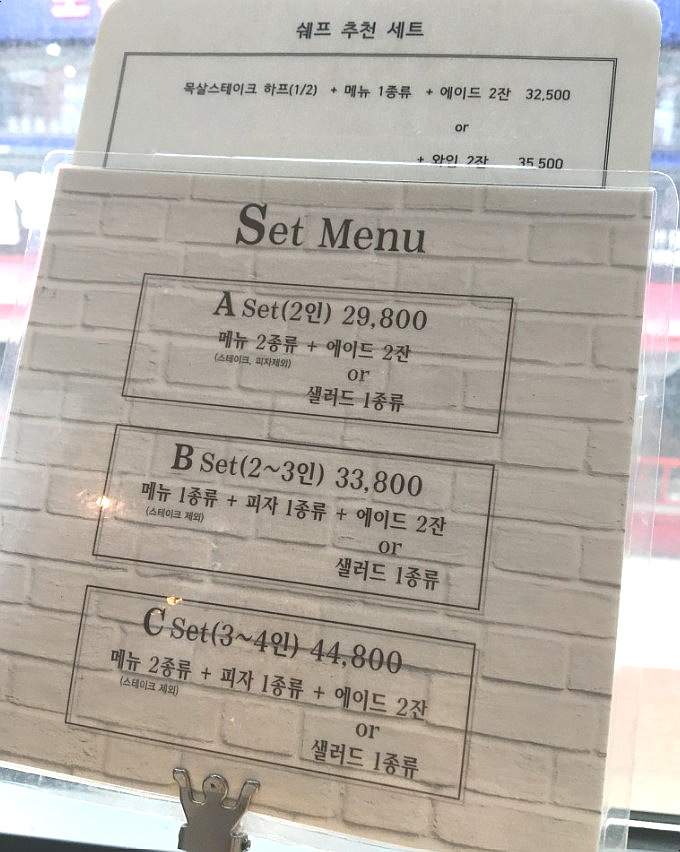 쉐프 추천 세트
목살스테이크 하프(1/2) + 메뉴 1종류 + 에이드 2잔 32,500
or
+ 와인 2잔 35,500
Set Menu
A Set(2인) 29,800
메뉴 2종류 + 에이드 2잔
(스테이크, 피자제외)
or
샐러드 1종류
B Set(2~3인) 33,800
메뉴 1종류 + 피자 1종류 + 에이드 2잔
(스테이크 제외)
or
샐러드 1종류
C Set(3~4인) 44,800
메뉴 2종류 + 피자 1종류 + 에이드 2잔
(스테이크 제외)
or
샐러드 1종류